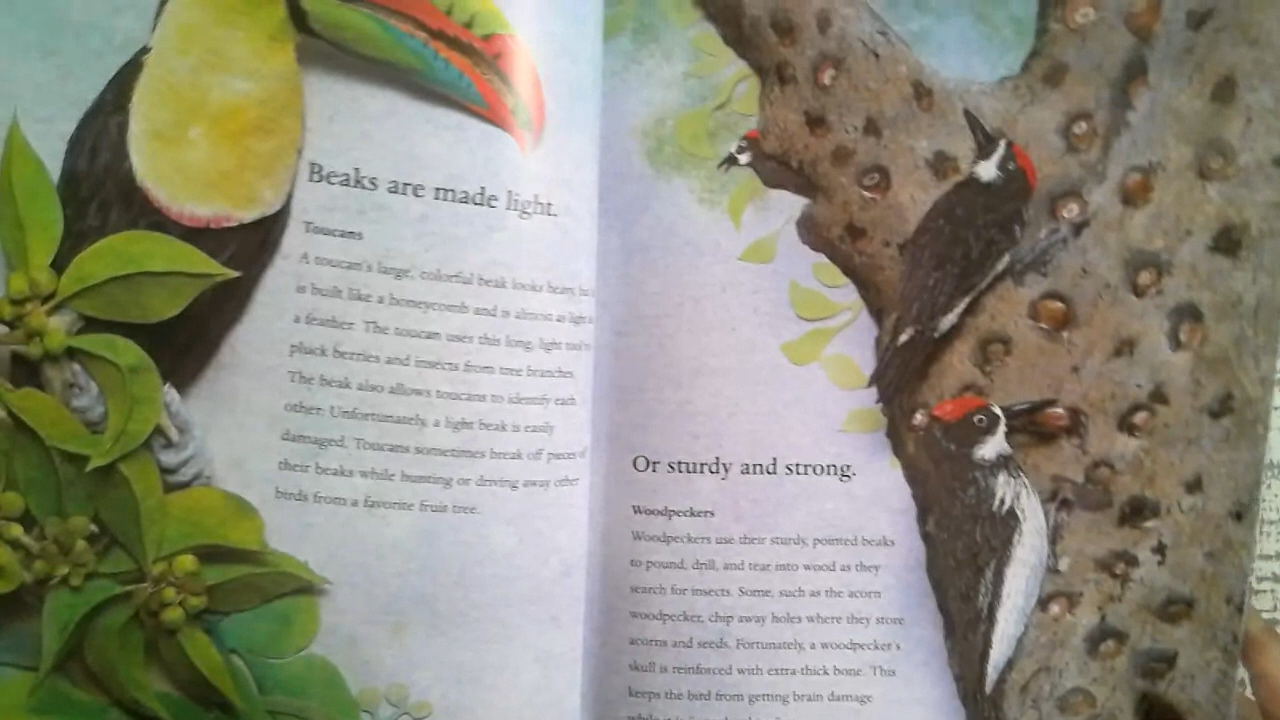 Beaks are made light.
Toucans
A toucan's large, colorful beak looks heavy, but
is built like a honeycomb and is almost as light as
a feather. The toucan uses this long, light tool to
pluck berries and insects from tree branches.
The beak also allows toucans to identify each
other. Unfortunately, a light beak is easily
damaged. Toucans sometimes break off pieces of
their beaks while hunting or driving away other
birds from a favorite fruit tree.
Or sturdy and strong.
Woodpeckers
Woodpeckers use their sturdy, pointed beaks
to pound, drill, and tear into wood as they
search for insects. Some, such as the acorn
woodpecker, chip away holes where they store
acorns and seeds. Fortunately, a woodpecker's
skull is reinforced with extra-thick bone. This
keeps the bird from getting brain damage